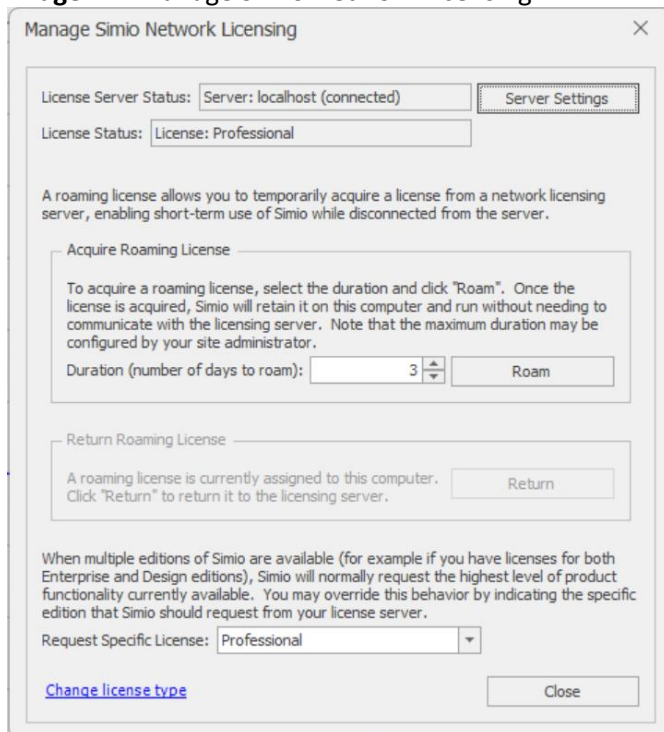 Manage Simio Network Licensing
License Server Status: Server: localhost (connected) Server Settings
License Status: License: Professional
A roaming license allows you to temporarily acquire a license from a network licensing
server, enabling short-term use of Simio while disconnected from the server.
Acquire Roaming License
To acquire a roaming license, select the duration and click "Roam". Once the
license is acquired, Simio will retain it on this computer and run without needing to
communicate with the licensing server. Note that the maximum duration may be
configured by your site administrator.
Duration (number of days to roam): 3 Roam
Return Roaming License
A roaming license is currently assigned to this computer.
Click "Return" to return it to the licensing server.
Return
When multiple editions of Simio are available (for example if you have licenses for both
Enterprise and Design editions), Simio will normally request the highest level of product
functionality currently available. You may override this behavior by indicating the specific
edition that Simio should request from your license server.
Request Specific License: Professional
Change license type Close